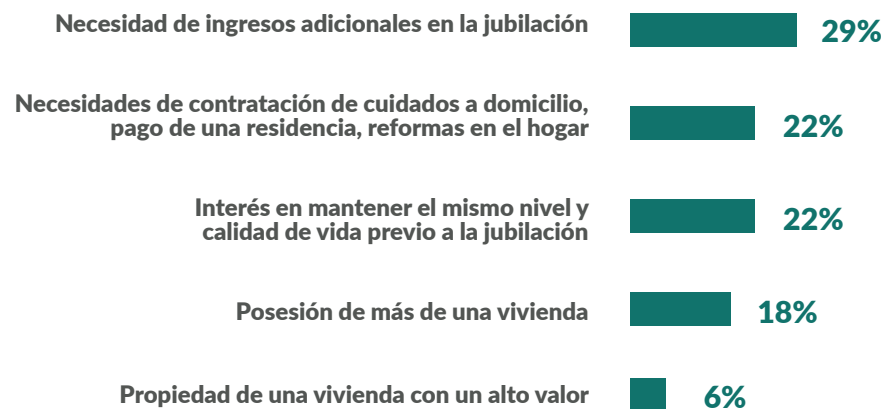 Necesidad de ingresos adicionales en la jubilación 29%
Necesidades de contratación de cuidados a domicilio,
pago de una residencia, reformas en el hogar 22%
Interés en mantener el mismo nivel y
calidad de vida previo a la jubilación 22%
Posesión de más de una vivienda 18%
Propiedad de una vivienda con un alto valor 6%